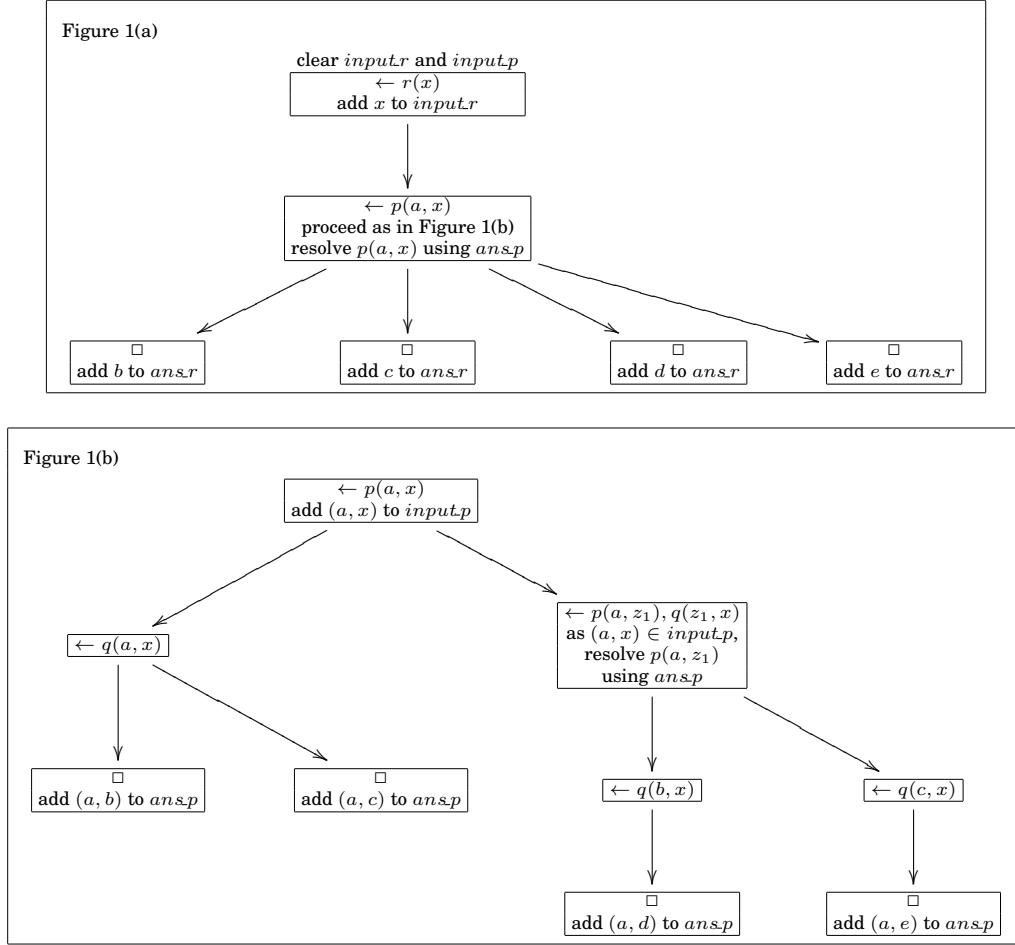 Figure 1(a)
clear input_r and input_p
← r(x)
add x to input_r
← p(a, x)
proceed as in Figure 1(b)
resolve p(a, x) using ans_p
□
add b to ans_r
□
add c to ans_r
□
add d to ans_r
□
add e to ans_r
Figure 1(b)
← p(a, x)
add (a, x) to input_p
← q(a, x)
← p(a, z₁), q(z₁, x)
as (a, x) ∈ input_p,
resolve p(a, z₁)
using ans_p
□
add (a, b) to ans_p
□
add (a, c) to ans_p
← q(b, x)
← q(c, x)
□
add (a, d) to ans_p
□
add (a, e) to ans_p